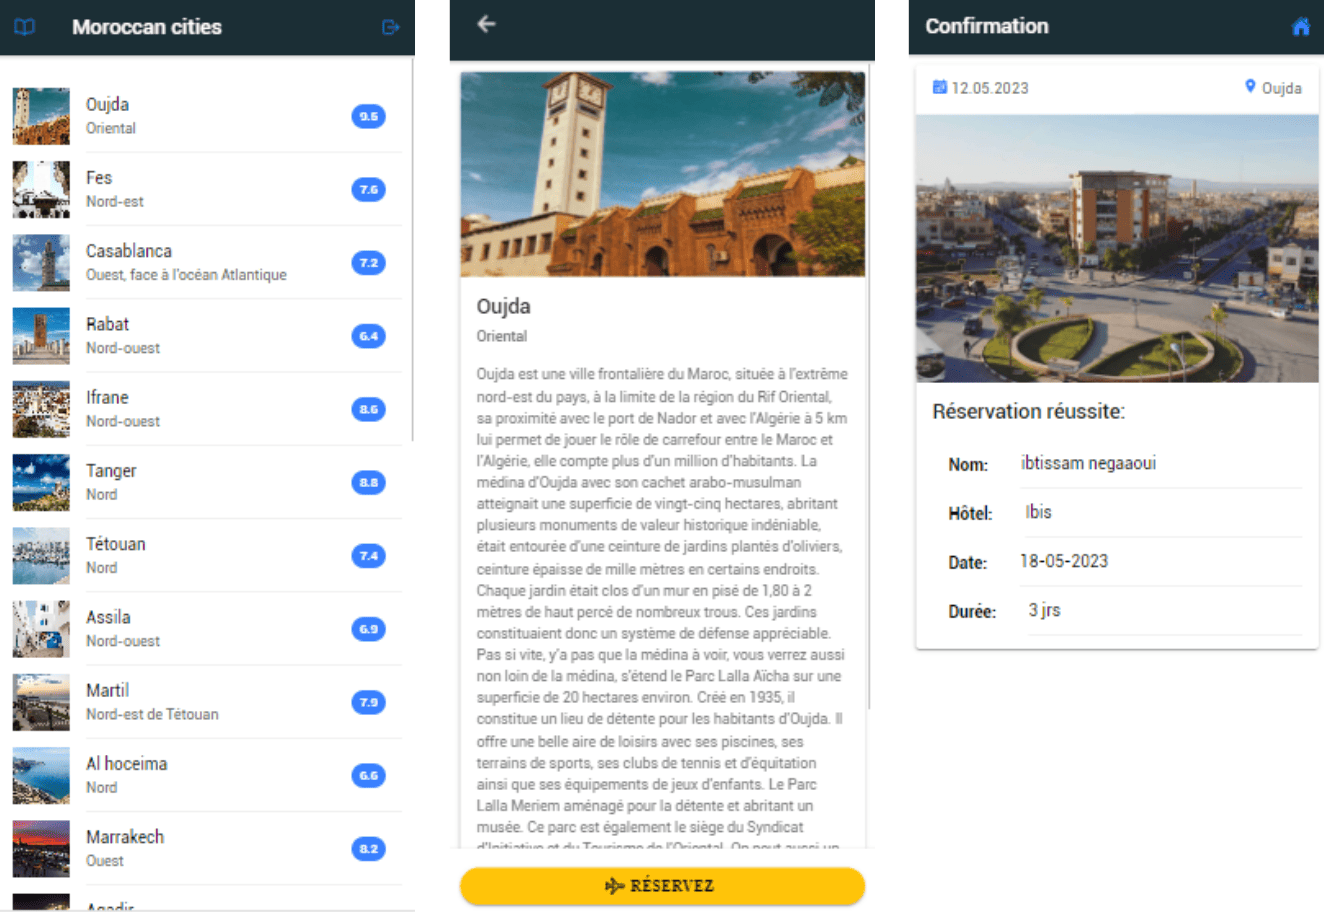 Moroccan cities
Oujda
Oriental
9.5
Fes
Nord-est
7.6
Casablanca
Ouest, face à l'océan Atlantique
7.2
Rabat
Nord-ouest
6.4
Ifrane
Nord-ouest
8.6
Tanger
Nord
8.8
Tétouan
Nord
7.4
Assila
Nord-ouest
6.9
Martil
Nord-est de Tétouan
7.9
Al hoceima
Nord
6.6
Marrakech
Ouest
8.2
Agadir
Oujda
Oriental
Oujda est une ville frontalière du Maroc, située à l'extrême
nord-est du pays, à la limite de la région du Rif Oriental,
sa proximité avec le port de Nador et avec l'Algérie à 5 km
lui permet de jouer le rôle de carrefour entre le Maroc et
l'Algérie, elle compte plus d'un million d'habitants. La
médina d'Oujda avec son cachet arabo-musulman
atteignait une superficie de vingt-cinq hectares, abritant
plusieurs monuments de valeur historique indéniable,
était entourée d'une ceinture de jardins plantés d'oliviers,
ceinture épaisse de mille mètres en certains endroits.
Chaque jardin était clos d'un mur en pisé de 1,80 à 2
mètres de haut percé de nombreux trous. Ces jardins
constituaient donc un système de défense appréciable.
Pas si vite, y'a pas que la médina à voir, vous verrez aussi
non loin de la médina, s'étend le Parc Lalla Aïcha sur une
superficie de 20 hectares environ. Créé en 1935, il
constitue un lieu de détente pour les habitants d'Oujda. Il
offre une belle aire de loisirs avec ses piscines, ses
terrains de sports, ses clubs de tennis et d'équitation
ainsi que ses équipements de jeux d'enfants. Le Parc
Lalla Meriem aménagé pour la détente et abritant un
musée. Ce parc est également le siège du Syndicat
d'Initiative et du Tourisme de l'Oriental. On peut aussi un
RÉSERVEZ
Confirmation
12.05.2023
Oujda
Réservation réussite:
Nom: ibtissam negaaoui
Hôtel: Ibis
Date: 18-05-2023
Durée: 3 jrs